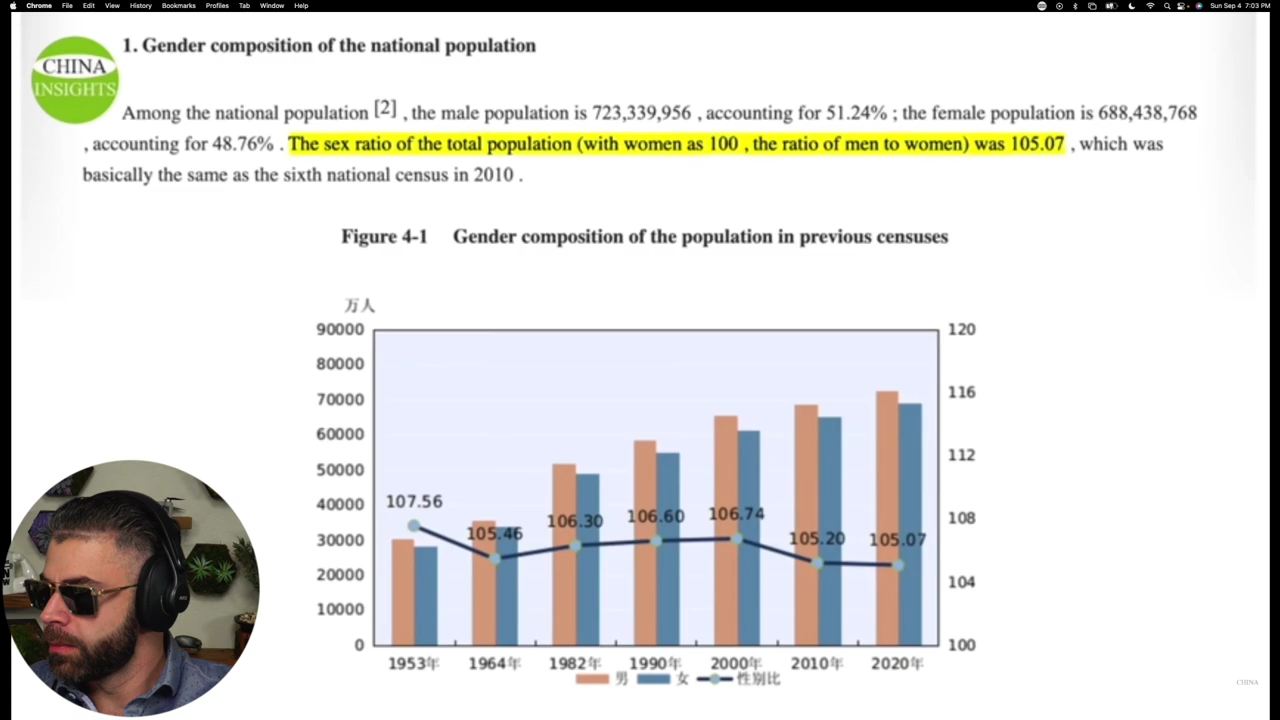 Chrome File Edit View History Bookmarks Profiles Tab Window Help Sun Sep 4 7:03 PM
CHINA
INSIGHTS
1. Gender composition of the national population
Among the national population [2] , the male population is 723,339,956 , accounting for 51.24% ; the female population is 688,438,768
, accounting for 48.76% . The sex ratio of the total population (with women as 100 , the ratio of men to women) was 105.07 , which was
basically the same as the sixth national census in 2010 .
Figure 4-1 Gender composition of the population in previous censuses
万人
90000 120
80000
70000 116
60000
50000 112
40000
30000 108
20000 104
10000
0 100
107.56 105.46 106.30 106.60 106.74 105.20 105.07
1953年 1964年 1982年 1990年 2000年 2010年 2020年
男 女 性别比
CHINA